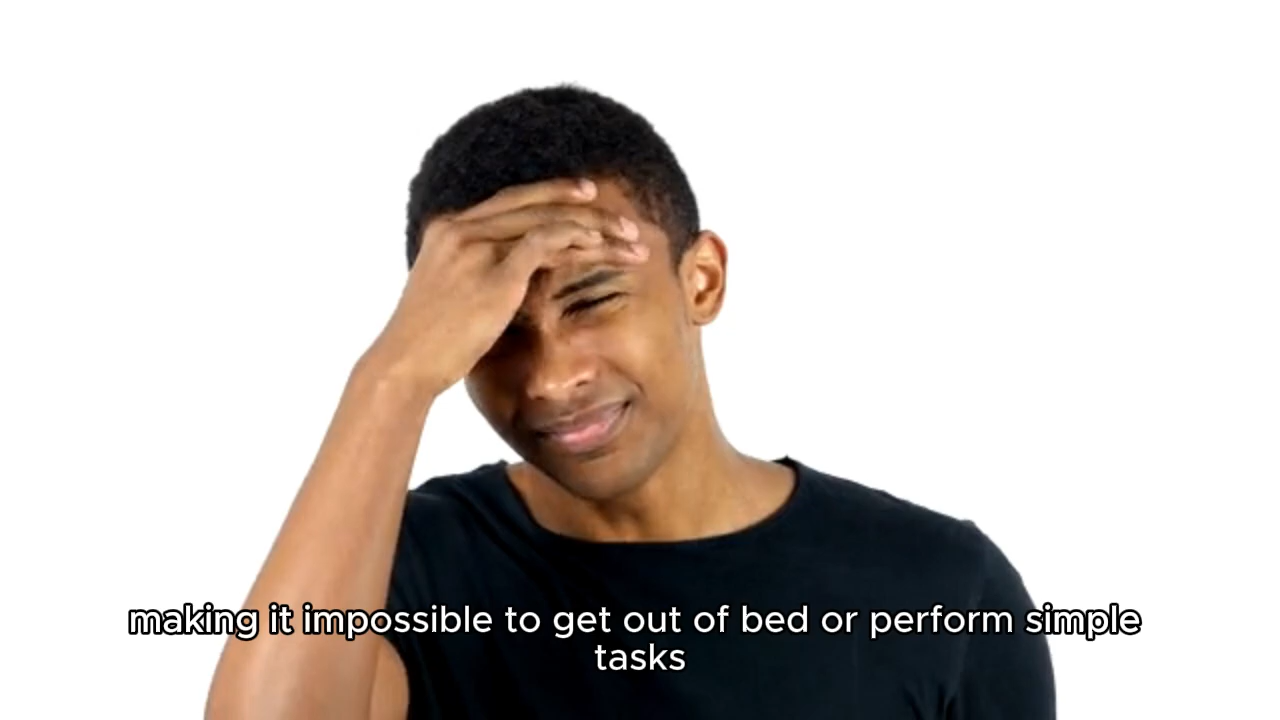 making it impossible to get out of bed or perform simple
tasks